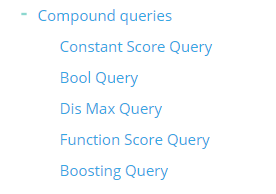 Compound queries
Constant Score Query
Bool Query
Dis Max Query
Function Score Query
Boosting Query